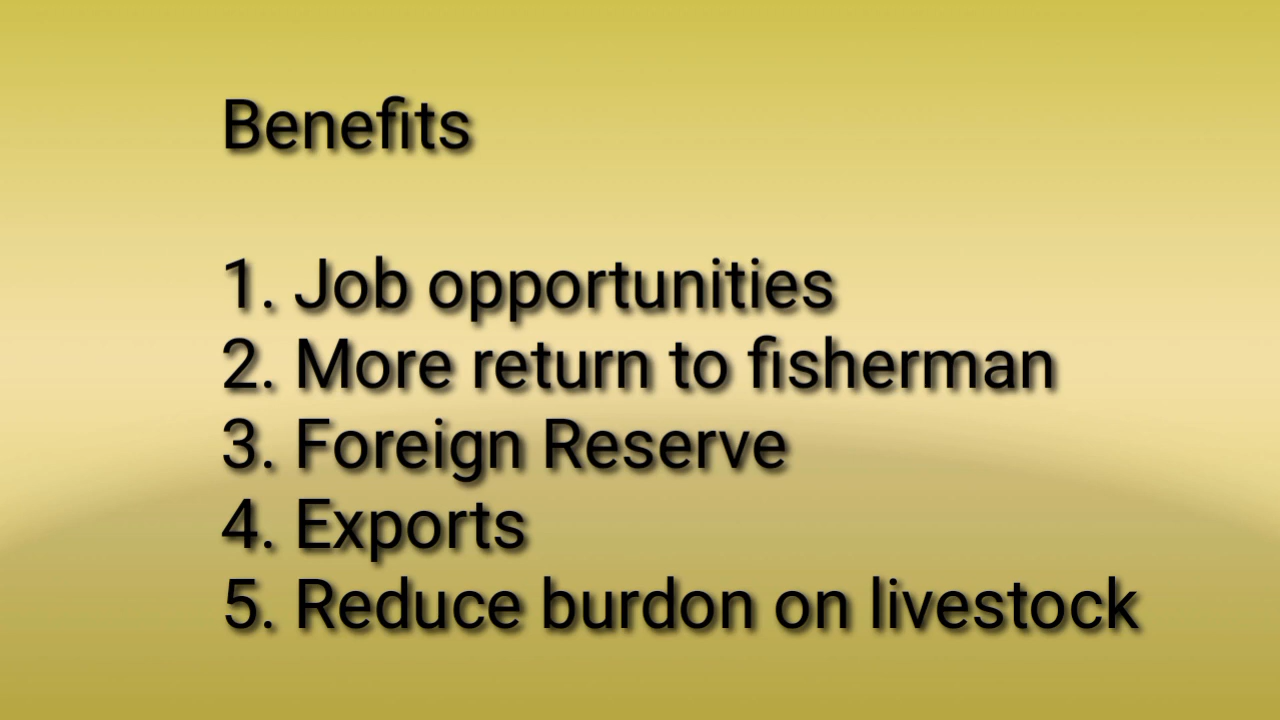 Benefits
1. Job opportunities
2. More return to fisherman
3. Foreign Reserve
4. Exports
5. Reduce burdon on livestock